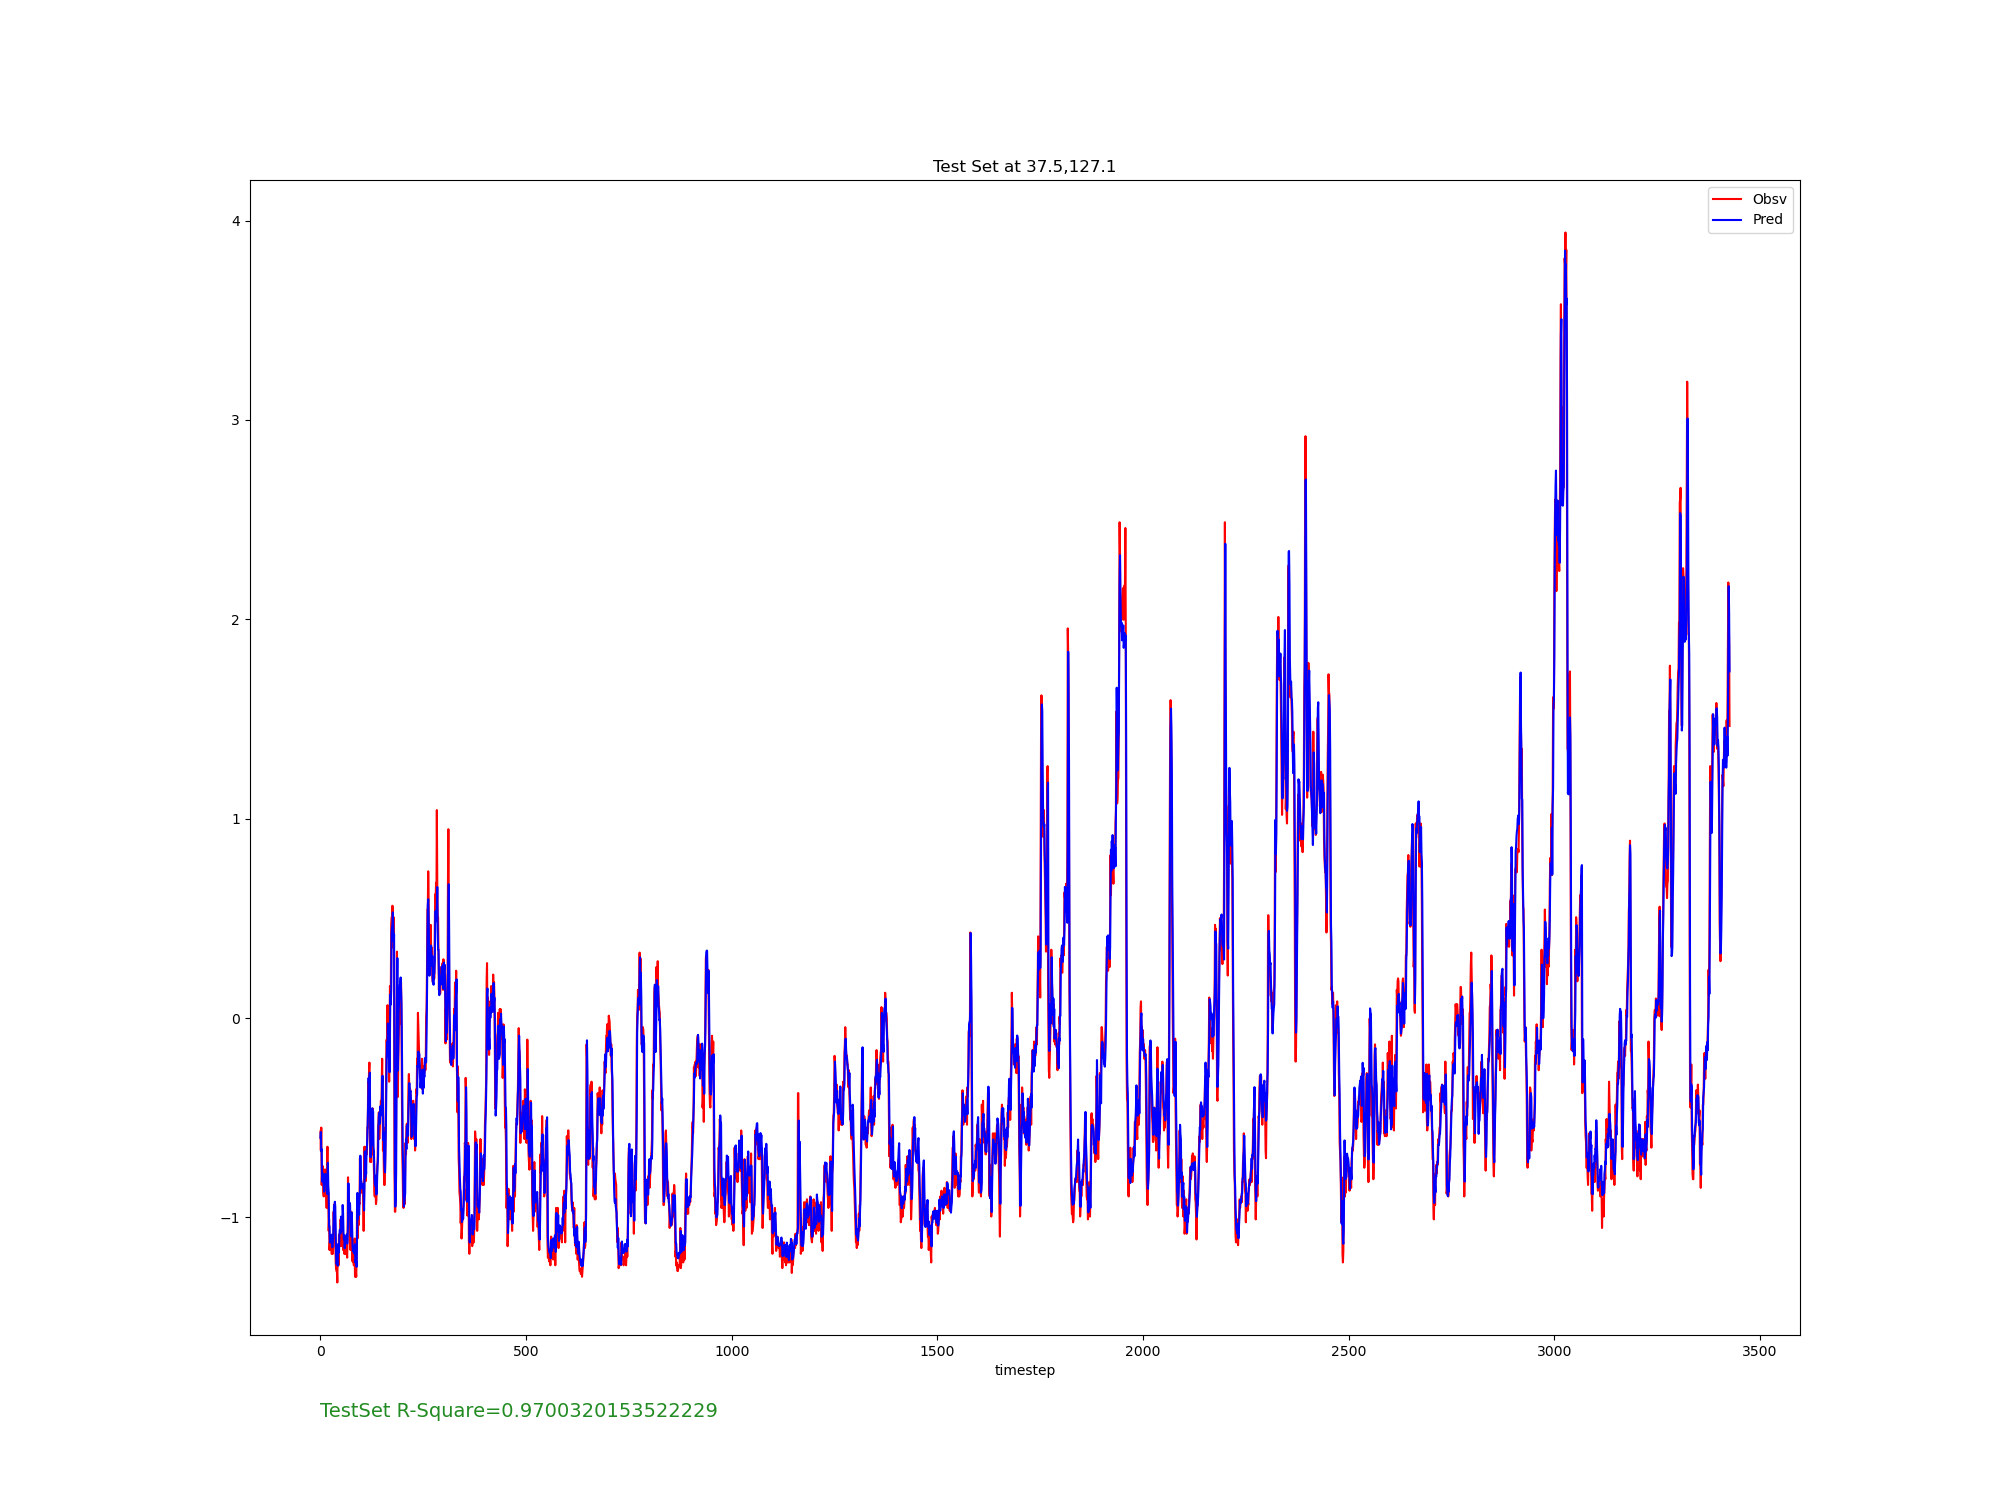 Test Set at 37.5,127.1
Obsv
Pred
4
3
2
1
0
−1
0 500 1000 1500 2000 2500 3000 3500
timestep
TestSet R-Square=0.9700320153522229